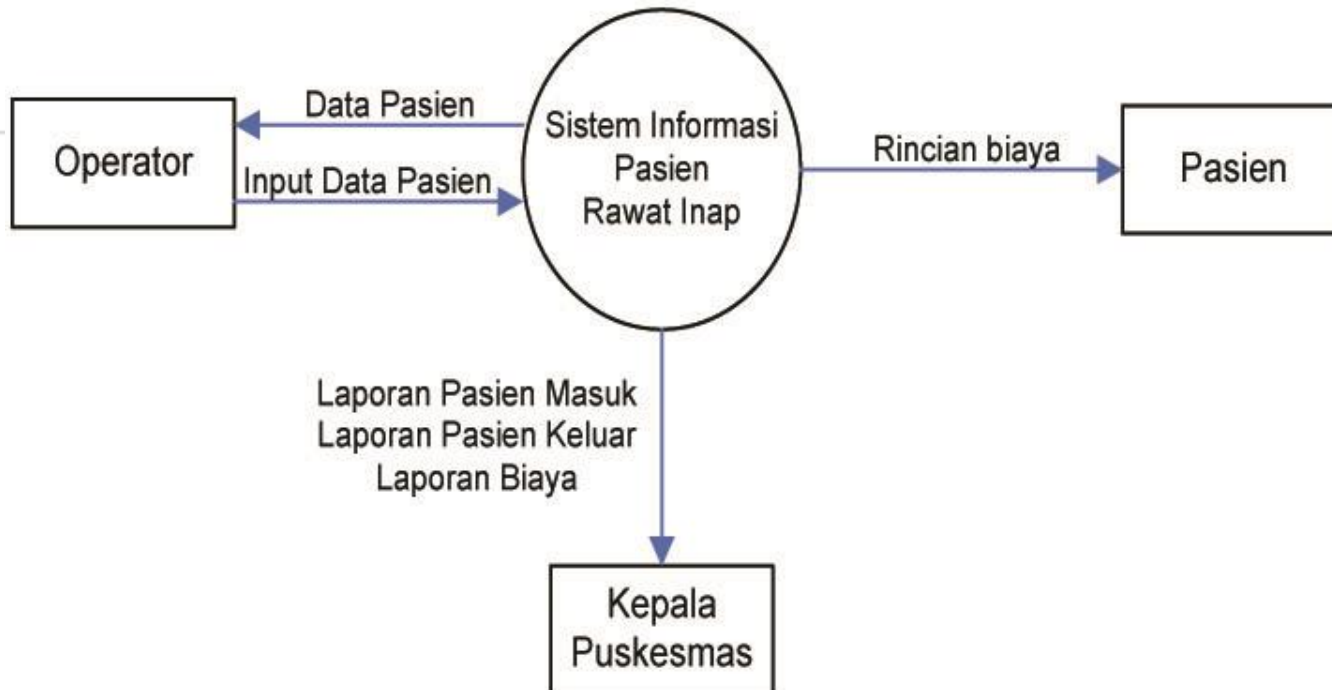 Operator
Data Pasien
Input Data Pasien
Sistem Informasi
Pasien
Rawat Inap
Rincian biaya
Pasien
Laporan Pasien Masuk
Laporan Pasien Keluar
Laporan Biaya
Kepala
Puskesmas